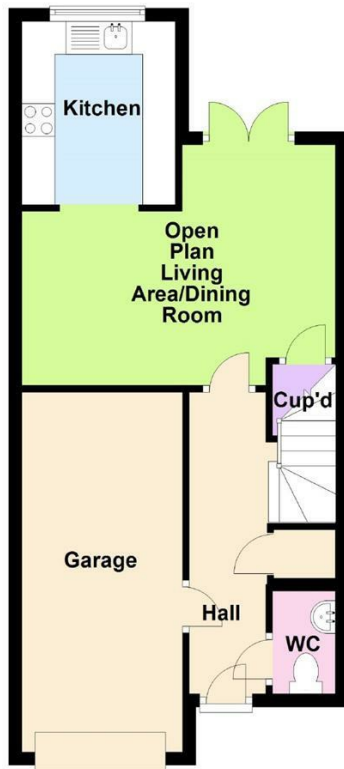 Kitchen
Open
Plan
Living
Area/Dining
Room
Cup'd
Garage
Hall
WC